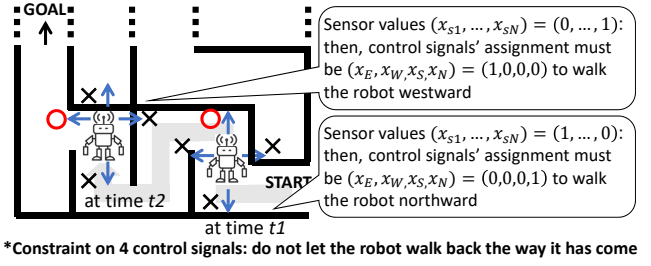 GOAL
Sensor values (x_{s1}, … , x_{sN}) = (0, … , 1):
then, control signals’ assignment must
be (x_E, x_W, x_S, x_N) = (1,0,0,0) to walk
the robot westward
Sensor values (x_{s1}, … , x_{sN}) = (1, … , 0):
then, control signals’ assignment must
be (x_E, x_W, x_S, x_N) = (0,0,0,1) to walk
the robot northward
START
at time t2
at time t1
*Constraint on 4 control signals: do not let the robot walk back the way it has come